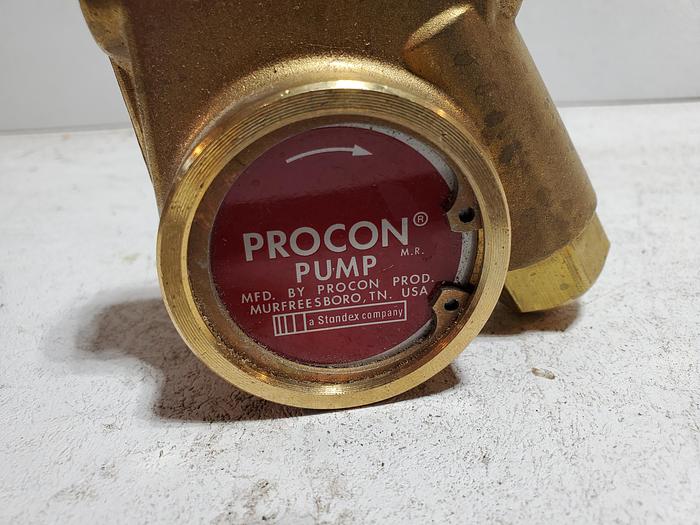 PROCON®
M.R.
PUMP
MFD. BY PROCON PROD.
MURFREESBORO, TN. USA
a Standex company